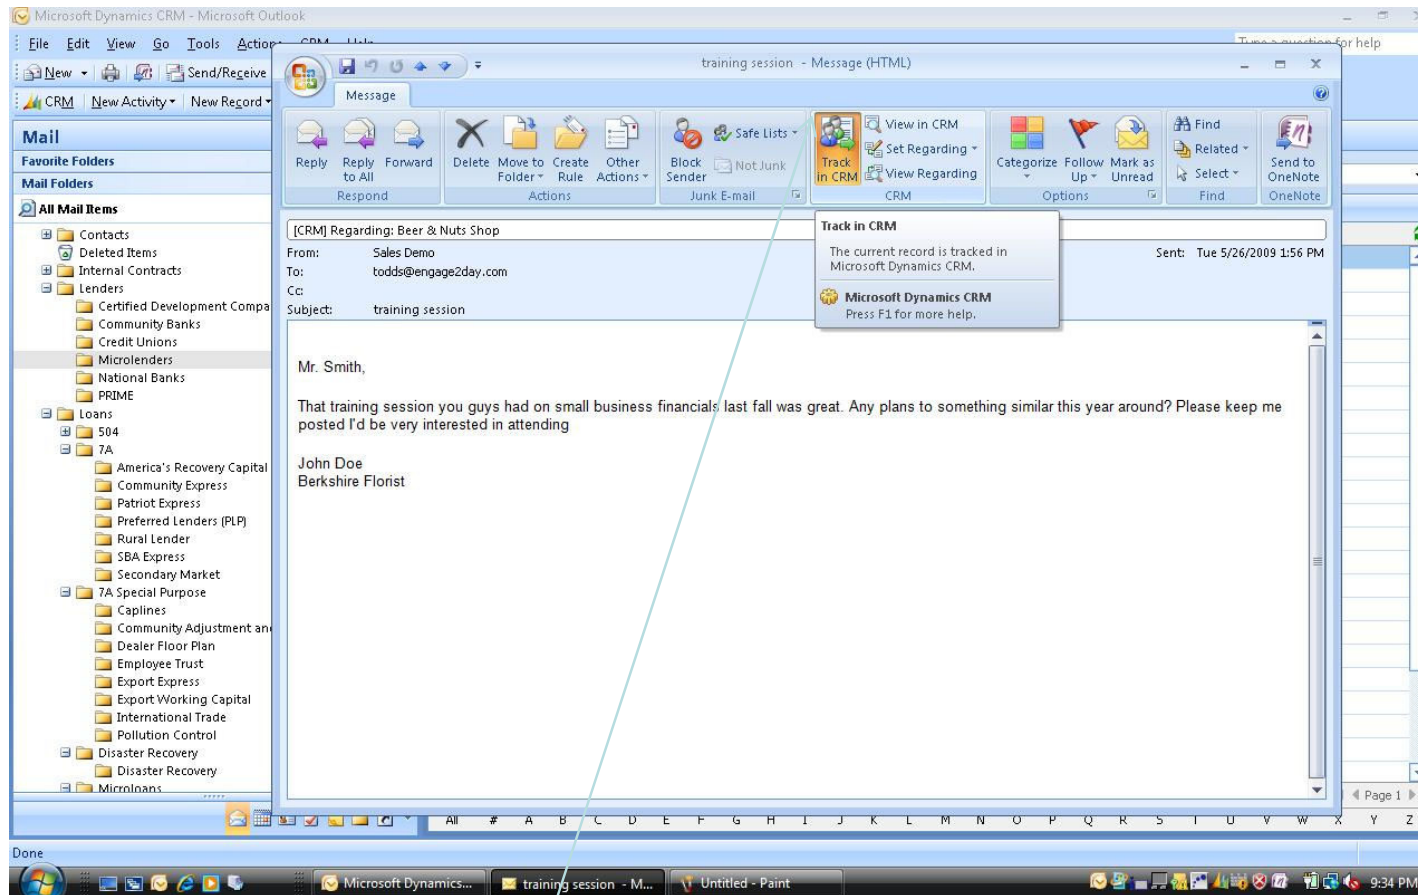 Microsoft Dynamics CRM - Microsoft Outlook
File Edit View Go Tools Help
New Send/Receive
CRM New Activity New Record
Mail
Favorite Folders
Mail Folders
All Mail Items
Contacts
Deleted Items
Internal Contracts
Lenders
Certified Development Compa
Community Banks
Credit Unions
Microlenders
National Banks
PRIME
Loans
504
7A
America's Recovery Capital
Community Express
Patriot Express
Preferred Lenders (PLP)
Rural Lender
SBA Express
Secondary Market
7A Special Purpose
Caplines
Community Adjustment and
Dealer Floor Plan
Employee Trust
Export Express
Export Working Capital
International Trade
Pollution Control
Disaster Recovery
Disaster Recovery
Microloans
training session - Message (HTML)
Message
Reply
Reply to All
Forward
Respond
Delete
Move to Folder
Create Rule
Other Actions
Actions
Block Sender
Safe Lists
Not Junk
Junk E-mail
Track in CRM
View in CRM
Set Regarding
View Regarding
CRM
Categorize
Follow Up
Mark as Unread
Options
Find
Related
Select
Find
Send to OneNote
OneNote
[CRM] Regarding: Beer & Nuts Shop
From: Sales Demo
Sent: Tue 5/26/2009 1:56 PM
To: todds@engage2day.com
Cc:
Subject: training session
Track in CRM
The current record is tracked in
Microsoft Dynamics CRM.
Microsoft Dynamics CRM
Press F1 for more help.
Mr. Smith,
That training session you guys had on small business financials last fall was great. Any plans to something similar this year around? Please keep me
posted I'd be very interested in attending
John Doe
Berkshire Florist
Page 1
All # A B C D E F G H I J K L M N O P Q R S T U V W X Y Z
Done
Microsoft Dynamics... training session - M... Untitled - Paint 9:34 PM